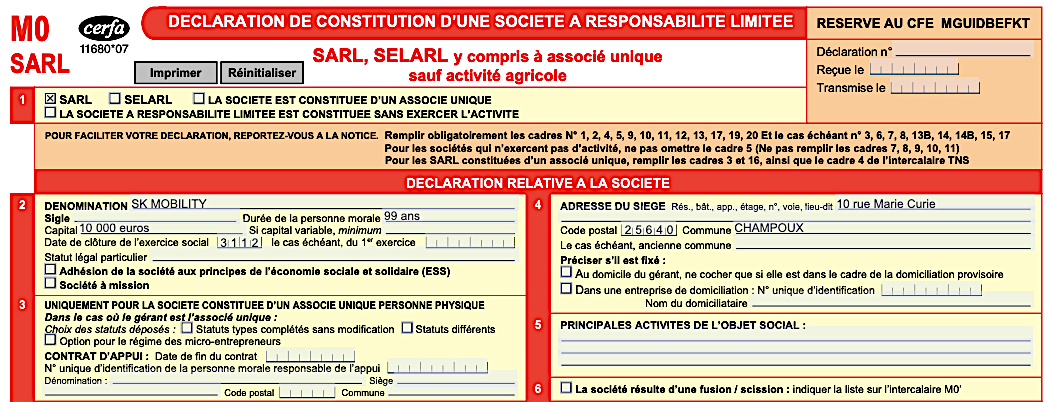 M0
SARL
cerfa
11680*07
DECLARATION DE CONSTITUTION D'UNE SOCIETE A RESPONSABILITE LIMITEE
SARL, SELARL y compris à associé unique
sauf activité agricole
Imprimer
Réinitialiser
RESERVE AU CFE MGUIDBEFKT
Déclaration n°
Reçue le
Transmise le
1
SARL SELARL LA SOCIETE EST CONSTITUEE D'UN ASSOCIE UNIQUE
LA SOCIETE A RESPONSABILITE LIMITEE EST CONSTITUEE SANS EXERCER L'ACTIVITE
POUR FACILITER VOTRE DECLARATION, REPORTEZ-VOUS A LA NOTICE. Remplir obligatoirement les cadres N° 1, 2, 4, 5, 9, 10, 11, 12, 13, 17, 19, 20 Et le cas échéant n° 3, 6, 7, 8, 13B, 14, 14B, 15, 17
Pour les sociétés qui n'exercent pas d'activité, ne pas omettre le cadre 5 (Ne pas remplir les cadres 7, 8, 9, 10, 11)
Pour les SARL constituées d'un associé unique, remplir les cadres 3 et 16, ainsi que le cadre 4 de l'intercalaire TNS
DECLARATION RELATIVE A LA SOCIETE
2
DENOMINATION SK MOBILITY
Sigle Durée de la personne morale 99 ans
Capital 10 000 euros Si capital variable, minimum
Date de clôture de l'exercice social 3112 le cas échéant, du 1er exercice
Statut légal particulier
Adhésion de la société aux principes de l'économie sociale et solidaire (ESS)
Société à mission
3
UNIQUEMENT POUR LA SOCIETE CONSTITUEE D'UN ASSOCIE UNIQUE PERSONNE PHYSIQUE
Dans le cas où le gérant est l'associé unique :
Choix des statuts déposés : Statuts types complétés sans modification Statuts différents
Option pour le régime des micro-entrepreneurs
CONTRAT D'APPUI : Date de fin du contrat
N° unique d'identification de la personne morale responsable de l'appui
Dénomination : Siège
Code postal Commune
4
ADRESSE DU SIEGE Rés., bât., app., étage, n°, voie, lieu-dit 10 rue Marie Curie
Code postal 25640 Commune CHAMPOUX
Le cas échéant, ancienne commune
Préciser s'il est fixé :
Au domicile du gérant, ne cocher que si elle est dans le cadre de la domiciliation provisoire
Dans une entreprise de domiciliation : N° unique d'identification
Nom du domiciliataire
5
PRINCIPALES ACTIVITES DE L'OBJET SOCIAL :
6
La société résulte d'une fusion / scission : indiquer la liste sur l'intercalaire M0'